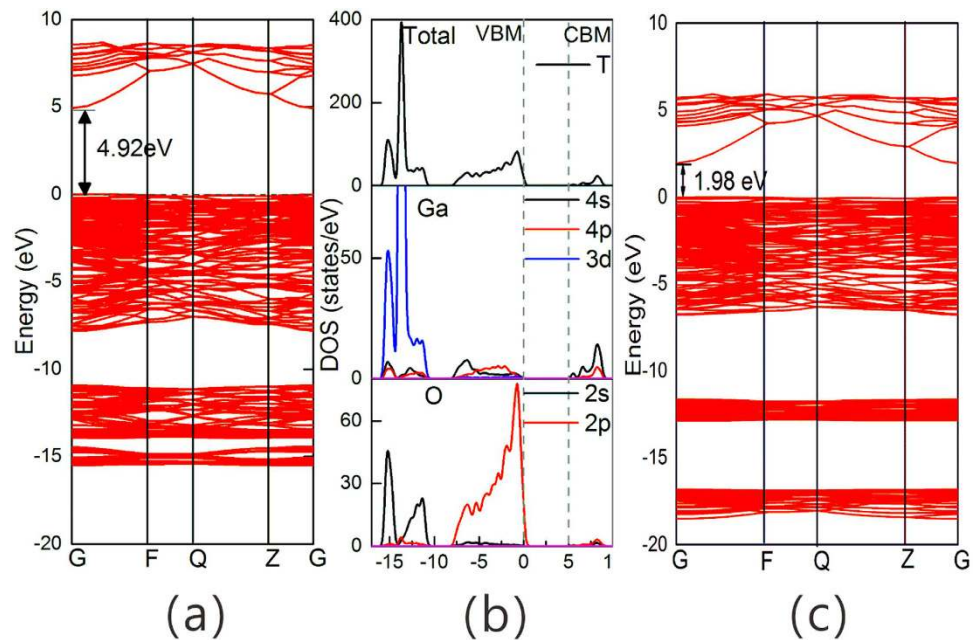 10
5
0
-5
-10
-15
-20
Energy (eV)
4.92eV
G
F
Q
Z
G
(a)
400
200
0
50
0
60
30
0
DOS (states/eV)
Total
VBM
CBM
T
Ga
4s
4p
3d
O
2s
2p
-15
-10
-5
0
5
1
(b)
10
5
0
-5
-10
-15
-20
Energy (eV)
1.98 eV
G
F
Q
Z
G
(c)